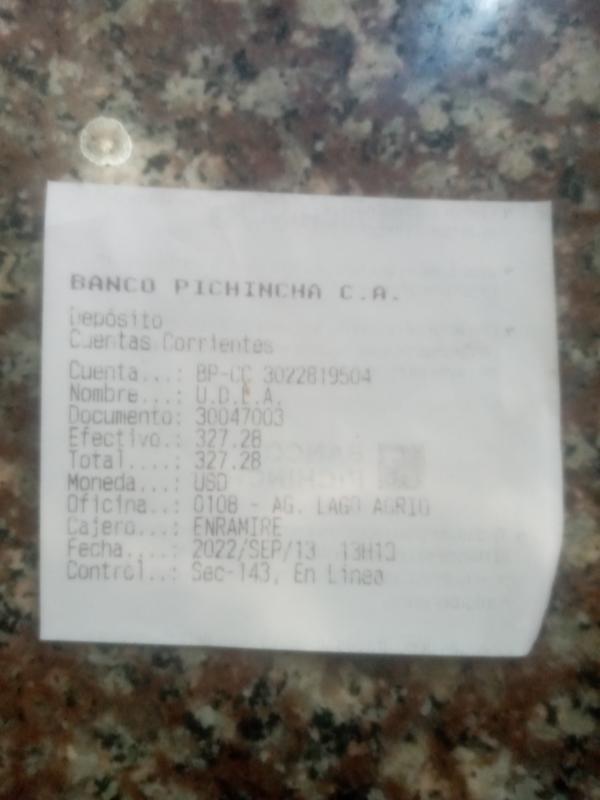 BANCO PICHINCHA C.A.
Depósito
Cuentas Corrientes
Cuenta...: BP-CC 3022819504
Nombre...: U.D.L.A.
Documento: 30047003
Efectivo.: 327.28
Total....: 327.28
Moneda...: USD
Oficina..: 0108 - AG. LAGO AGRIO
Cajero...: ENRAMIRE
Fecha....: 2022/SEP/13 13H13
Control..: Sec-143, En Linea